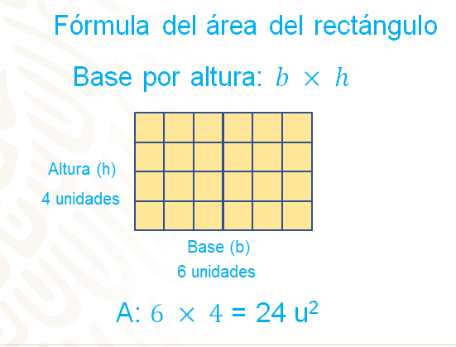 Fórmula del área del rectángulo
Base por altura: b × h
Altura (h)
4 unidades
Base (b)
6 unidades
A: 6 × 4 = 24 u²